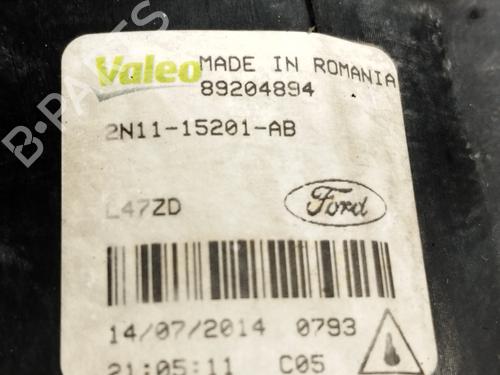 B-PARTS
Valeo MADE IN ROMANIA
89204894
2N11-15201-AB
L47ZD
Ford
14/07/2014 0793
21:05:11 C05